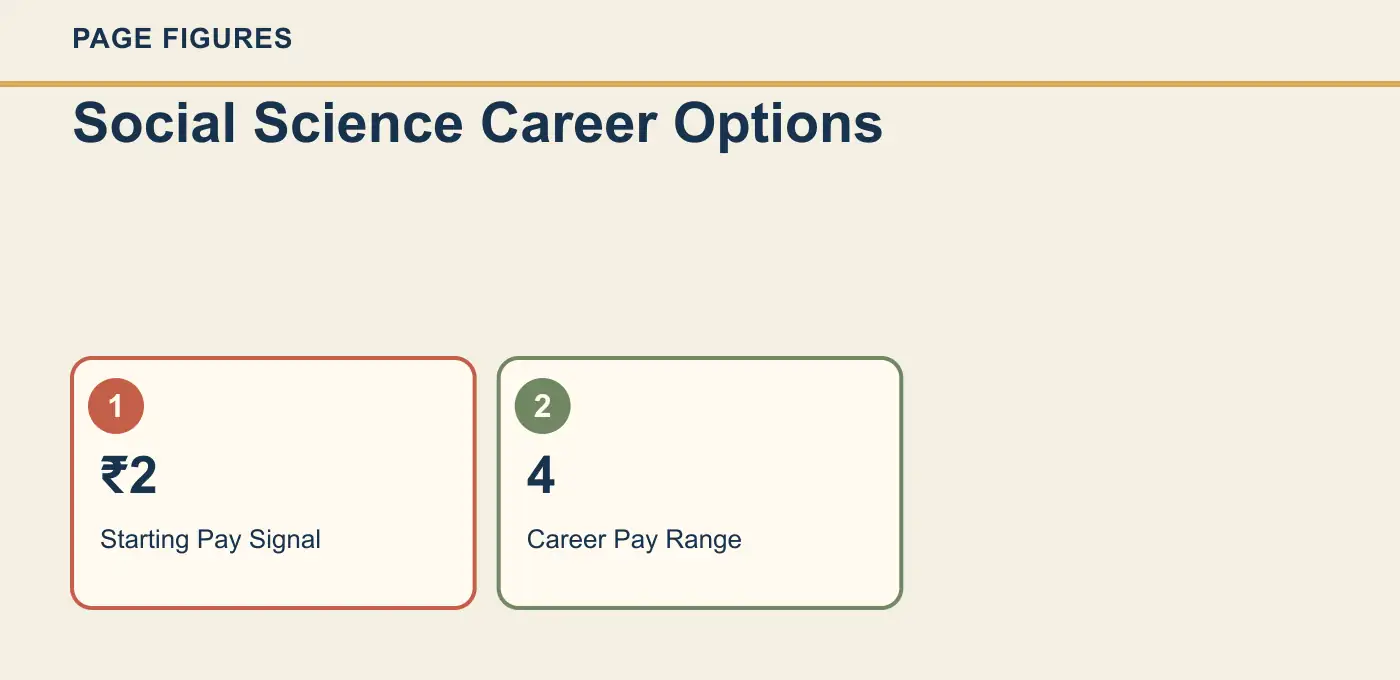 PAGE FIGURES
Social Science Career Options
1
₹2
Starting Pay Signal
2
4
Career Pay Range